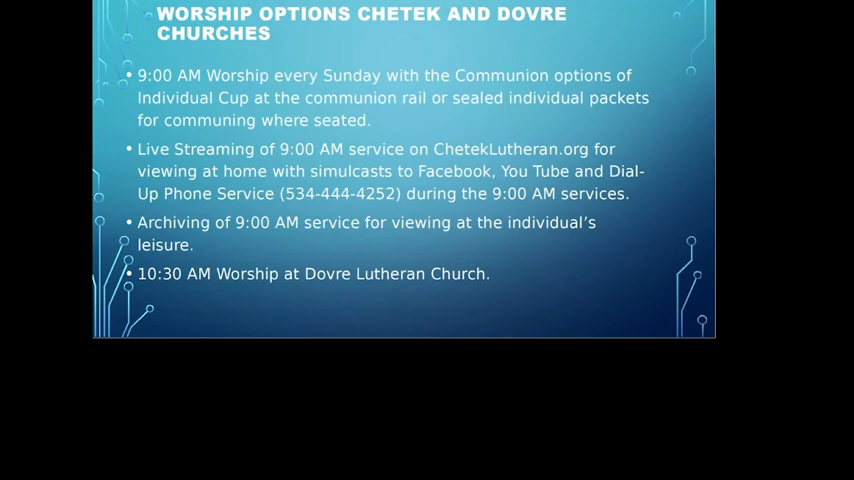 WORSHIP OPTIONS CHETEK AND DOVRE
CHURCHES
• 9:00 AM Worship every Sunday with the Communion options of
Individual Cup at the communion rail or sealed individual packets
for communing where seated.
• Live Streaming of 9:00 AM service on ChetekLutheran.org for
viewing at home with simulcasts to Facebook, You Tube and Dial-
Up Phone Service (534-444-4252) during the 9:00 AM services.
• Archiving of 9:00 AM service for viewing at the individual’s
leisure.
• 10:30 AM Worship at Dovre Lutheran Church.